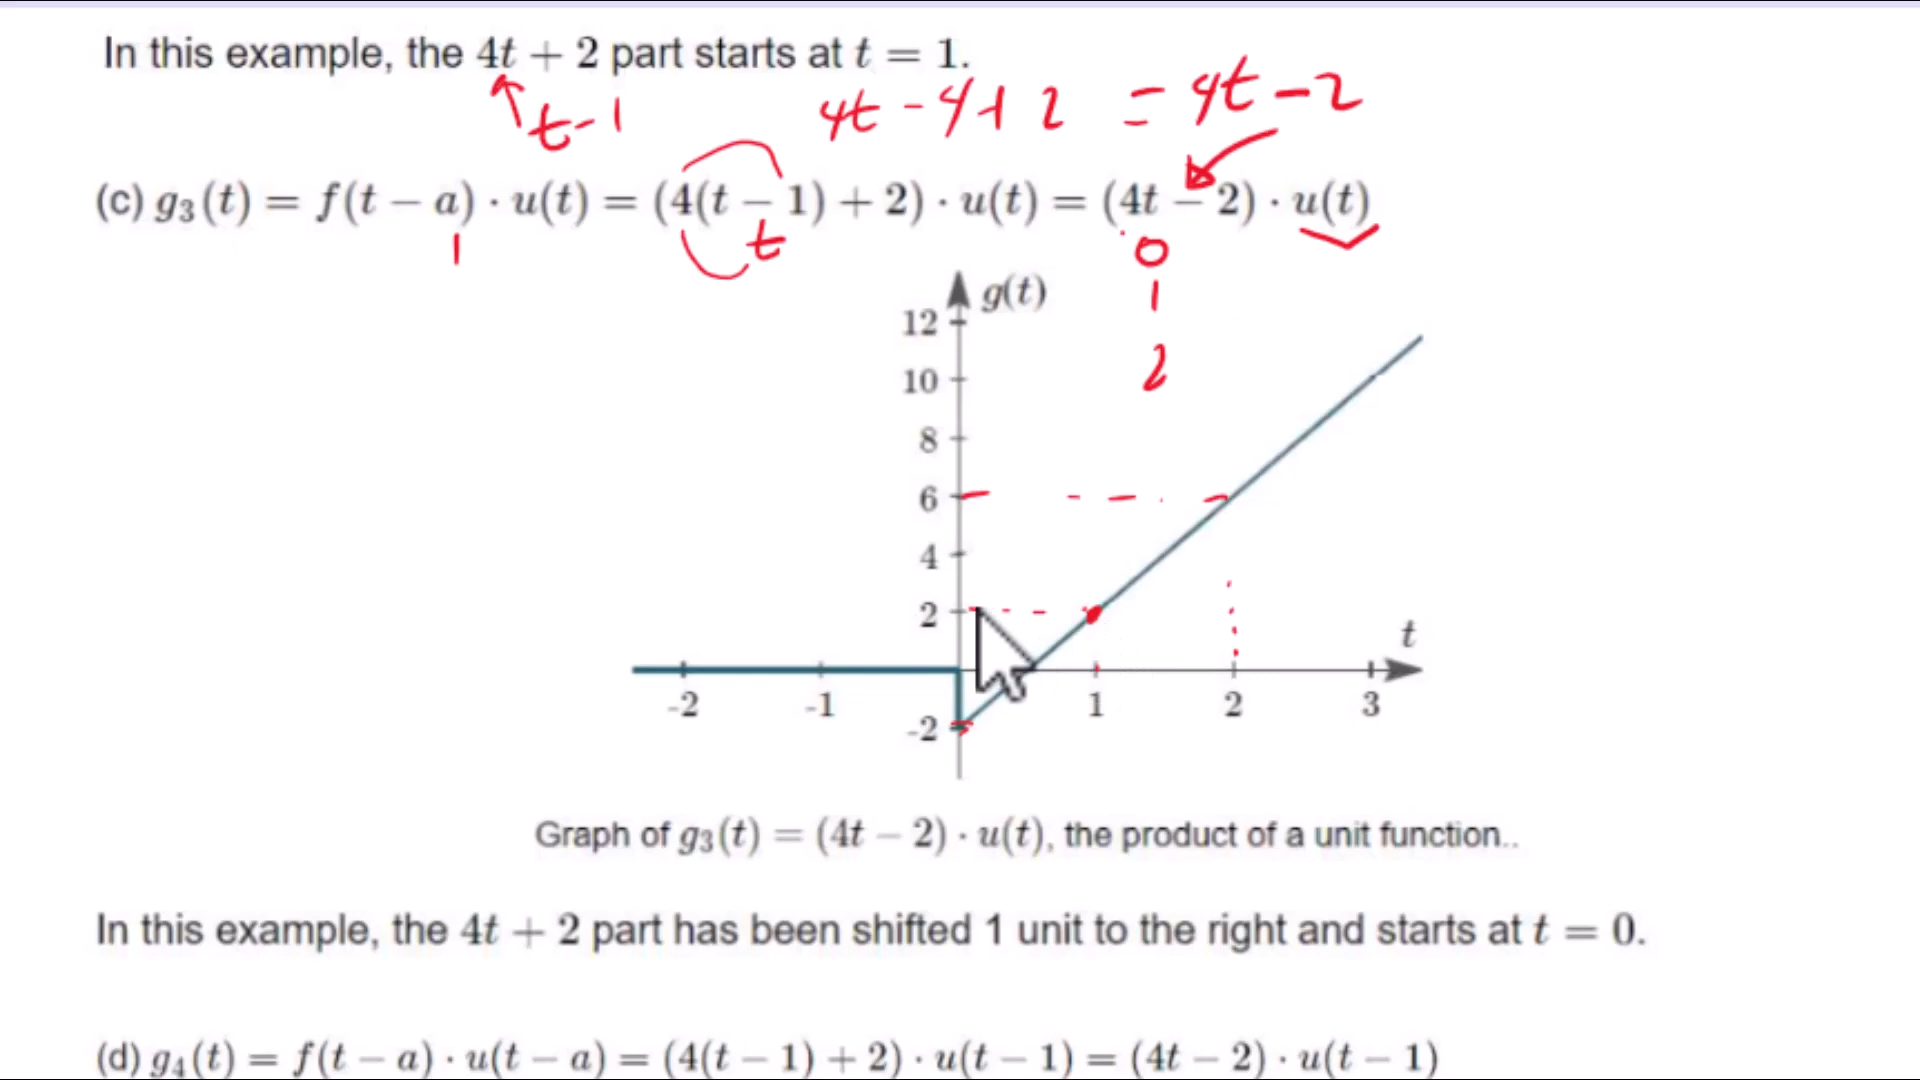 In this example, the 4t + 2 part starts at t = 1.
t-1
4t - 4 + 2 = 4t - 2
(c) g₃(t) = f(t − a) · u(t) = (4(t − 1) + 2) · u(t) = (4t − 2) · u(t)
1 t 0
1
2
g(t)
12
10
8
6
4
2
t
-2 -1 1 2 3
-2
Graph of g₃(t) = (4t − 2) · u(t), the product of a unit function..
In this example, the 4t + 2 part has been shifted 1 unit to the right and starts at t = 0.
(d) g₄(t) = f(t − a) · u(t − a) = (4(t − 1) + 2) · u(t − 1) = (4t − 2) · u(t − 1)